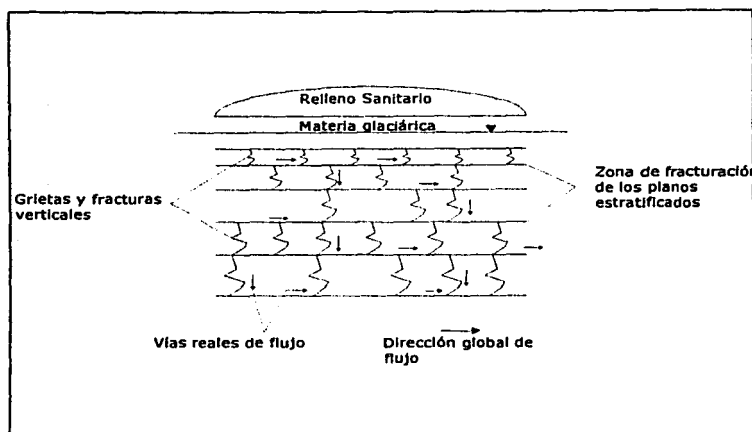 Relleno Sanitario
Materia glaciárica
Grietas y fracturas
verticales
Zona de fracturación
de los planos
estratificados
Vías reales de flujo
Dirección global de
flujo